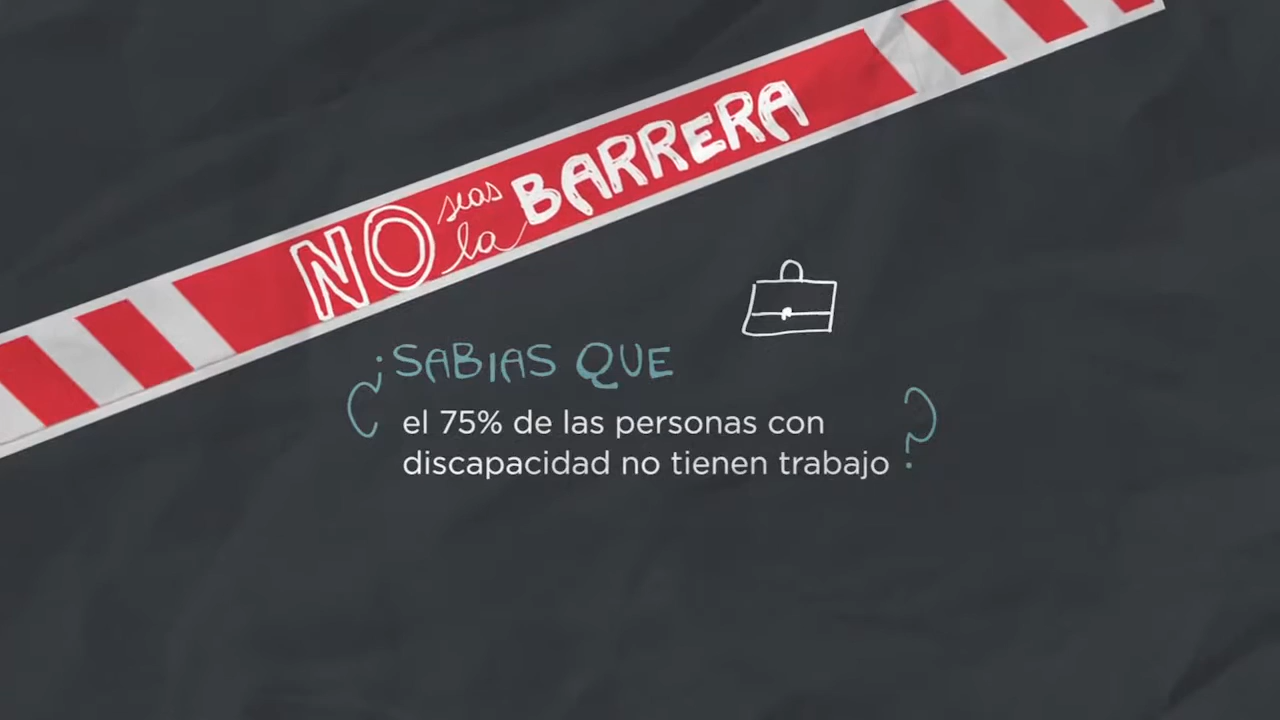 NO seas la BARRERA
¿SABIAS QUE
el 75% de las personas con
discapacidad no tienen trabajo ?